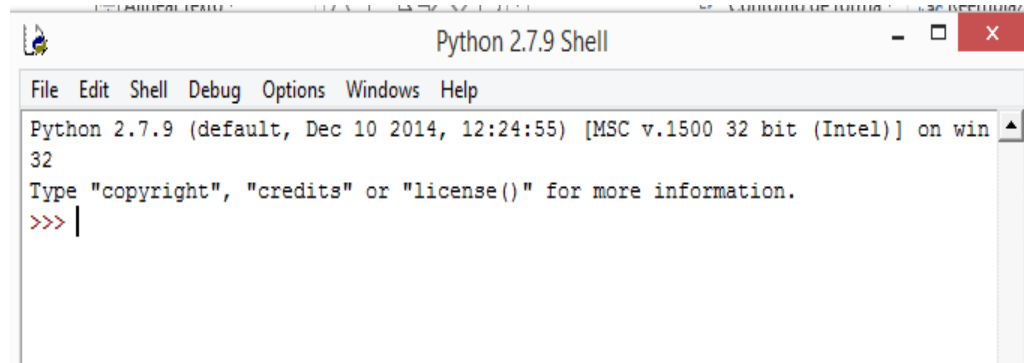 Python 2.7.9 Shell
File Edit Shell Debug Options Windows Help
Python 2.7.9 (default, Dec 10 2014, 12:24:55) [MSC v.1500 32 bit (Intel)] on win
32
Type "copyright", "credits" or "license()" for more information.
>>>